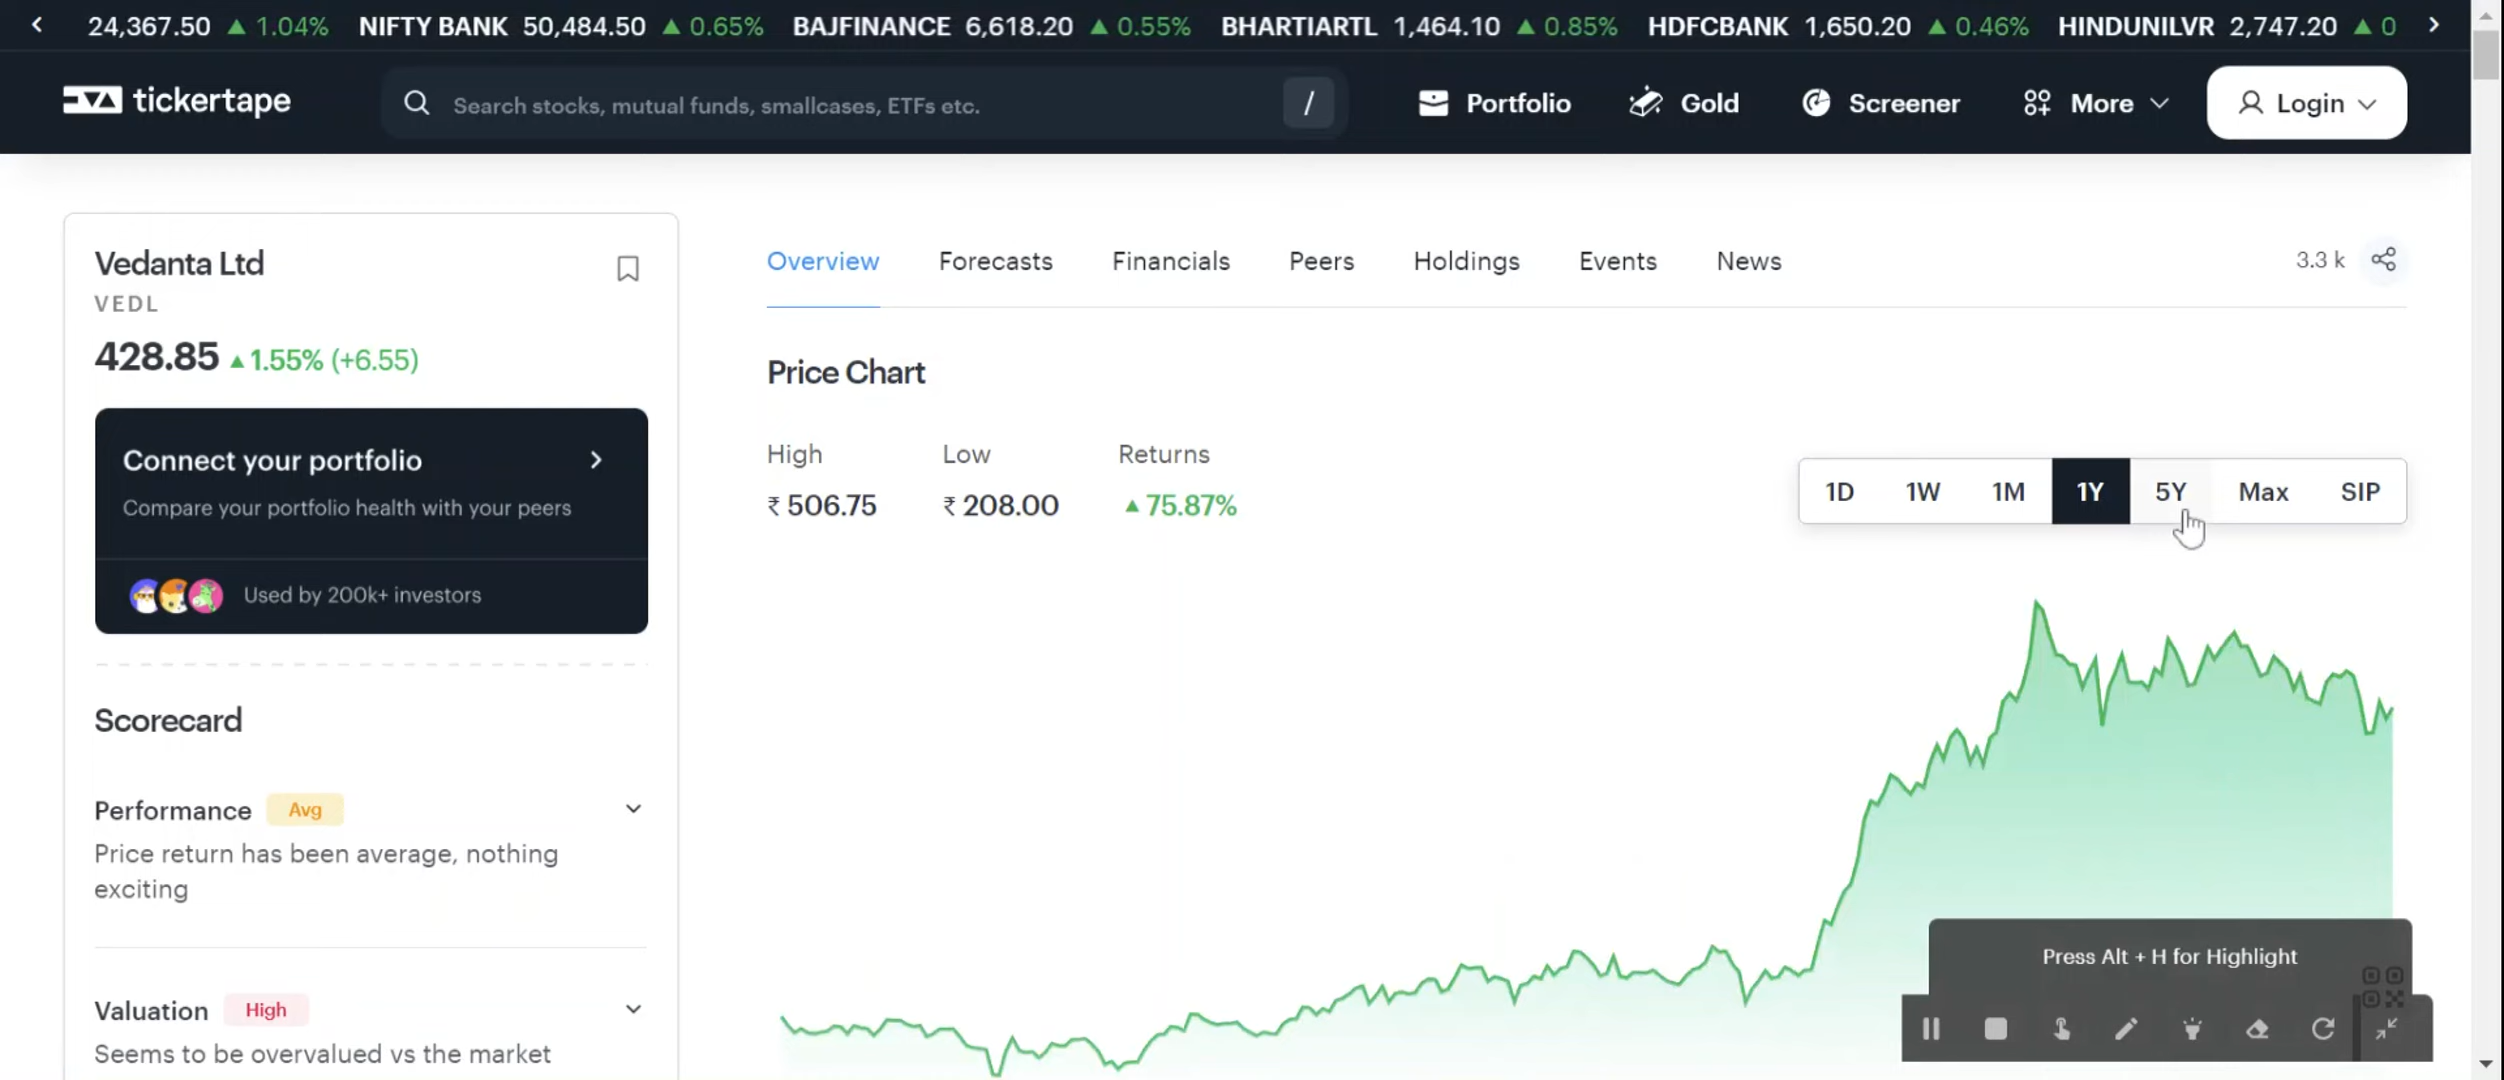 24,367.50 ▲ 1.04% NIFTY BANK 50,484.50 ▲ 0.65% BAJFINANCE 6,618.20 ▲ 0.55% BHARTIARTL 1,464.10 ▲ 0.85% HDFCBANK 1,650.20 ▲ 0.46% HINDUNILVR 2,747.20 ▲ 0
tickertape
Search stocks, mutual funds, smallcases, ETFs etc.
/
Portfolio
Gold
Screener
More
Login
Vedanta Ltd
VEDL
428.85 ▲ 1.55% (+6.55)
Connect your portfolio
Compare your portfolio health with your peers
Used by 200k+ investors
Scorecard
Performance Avg
Price return has been average, nothing
exciting
Valuation High
Seems to be overvalued vs the market
Overview Forecasts Financials Peers Holdings Events News
3.3 k
Price Chart
High Low Returns
₹ 506.75 ₹ 208.00 ▲ 75.87%
1D 1W 1M 1Y 5Y Max SIP
Press Alt + H for Highlight